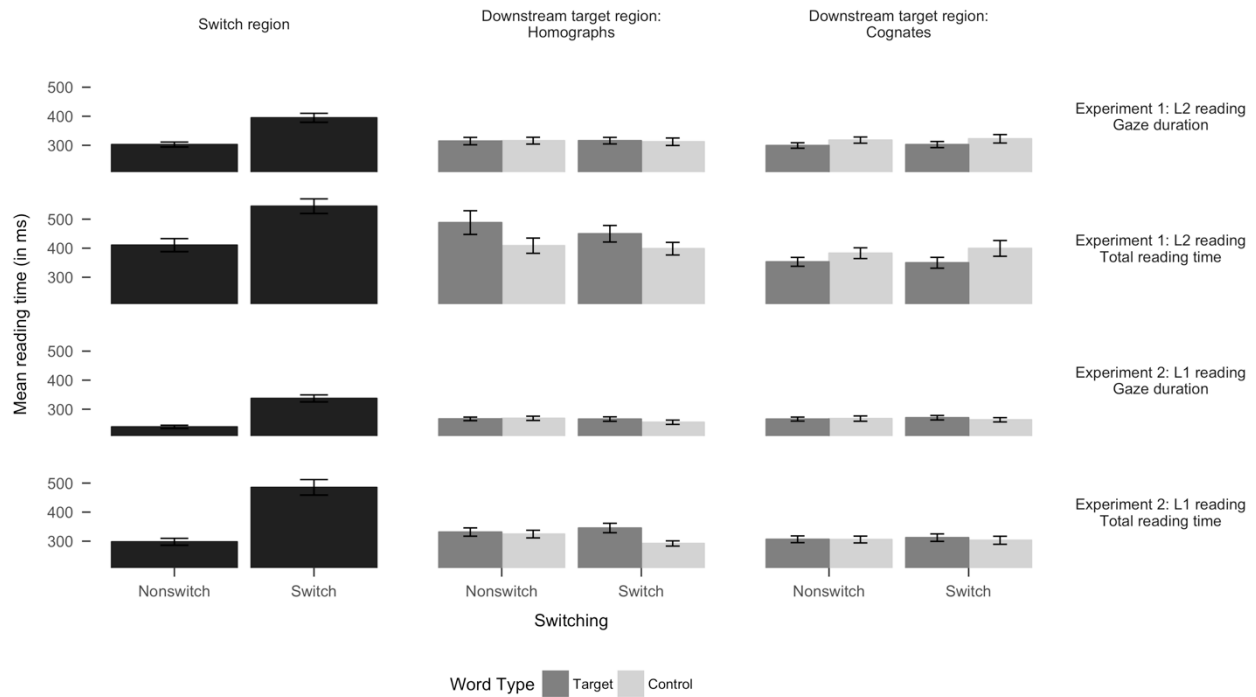 Switch region
Downstream target region:
Homographs
Downstream target region:
Cognates
Mean reading time (in ms)
500
400
300
Experiment 1: L2 reading
Gaze duration
500
400
300
Experiment 1: L2 reading
Total reading time
500
400
300
Experiment 2: L1 reading
Gaze duration
500
400
300
Experiment 2: L1 reading
Total reading time
Nonswitch Switch Nonswitch Switch Nonswitch Switch
Switching
Word Type Target Control